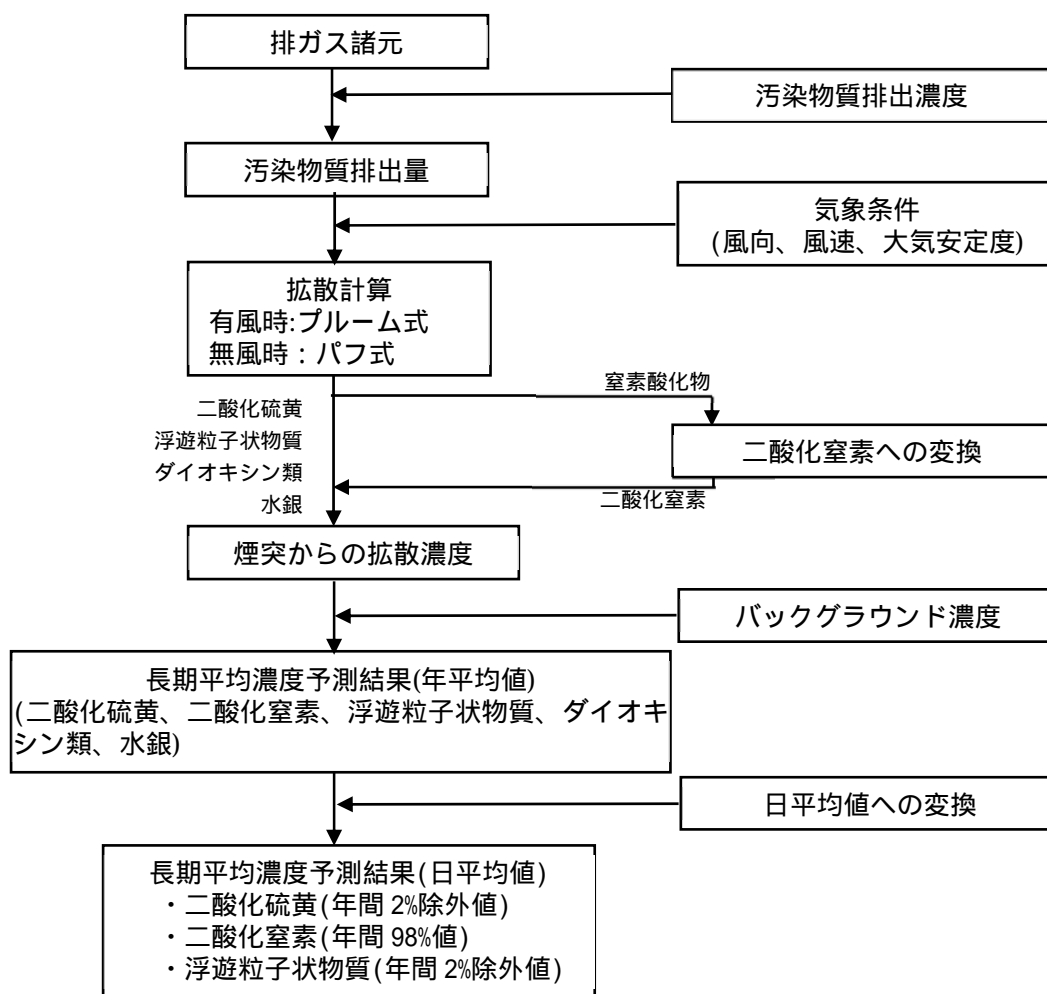 排ガス諸元
汚染物質排出濃度
汚染物質排出量
気象条件
(風向、風速、大気安定度)
拡散計算
有風時:プルーム式
無風時：パフ式
窒素酸化物
二酸化硫黄
浮遊粒子状物質
ダイオキシン類
水銀
二酸化窒素への変換
二酸化窒素
煙突からの拡散濃度
バックグラウンド濃度
長期平均濃度予測結果(年平均値)
(二酸化硫黄、二酸化窒素、浮遊粒子状物質、ダイオキ
シン類、水銀)
日平均値への変換
長期平均濃度予測結果(日平均値)
・二酸化硫黄(年間 2%除外値)
・二酸化窒素(年間 98%値)
・浮遊粒子状物質(年間 2%除外値)